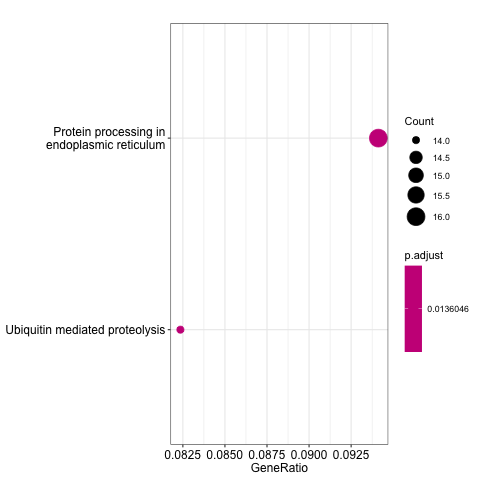 Protein processing in
endoplasmic reticulum
Ubiquitin mediated proteolysis
0.0825 0.0850 0.0875 0.0900 0.0925
GeneRatio
Count
14.0
14.5
15.0
15.5
16.0
p.adjust
0.0136046